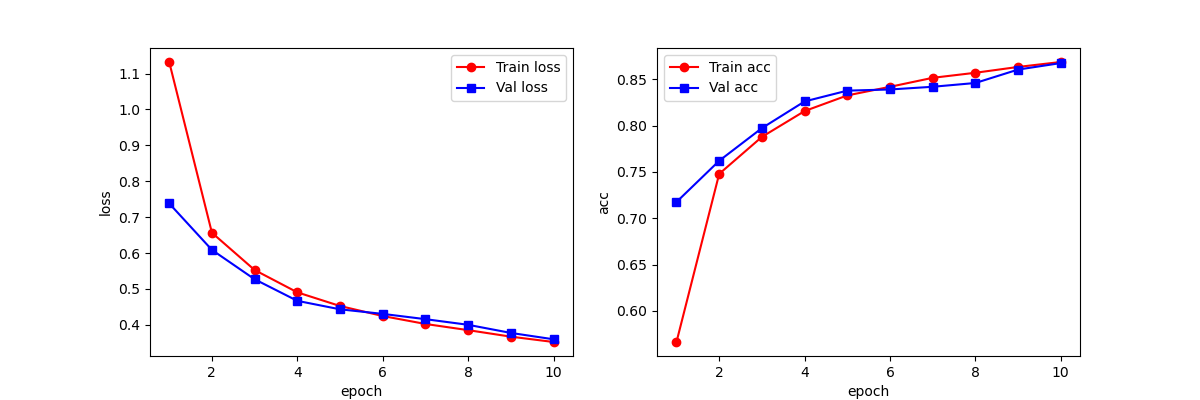 1.1
1.0
0.9
0.8
0.7
0.6
0.5
0.4
loss
Train loss
Val loss
2 4 6 8 10
epoch
0.85
0.80
0.75
0.70
0.65
0.60
acc
Train acc
Val acc
2 4 6 8 10
epoch